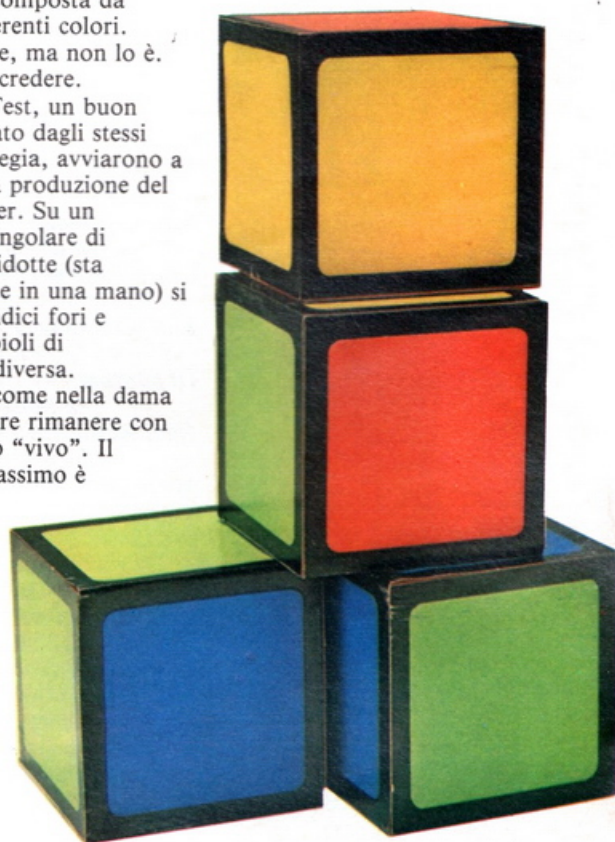 omposta da
erenti colori.
e, ma non lo è.
credere.
Test, un buon
ato dagli stessi
egia, avviarono a
a produzione del
er. Su un
ngolare di
idotte (sta
e in una mano) si
dici fori e
pioli di
diversa.
come nella dama
re rimanere con
o "vivo". Il
assimo è